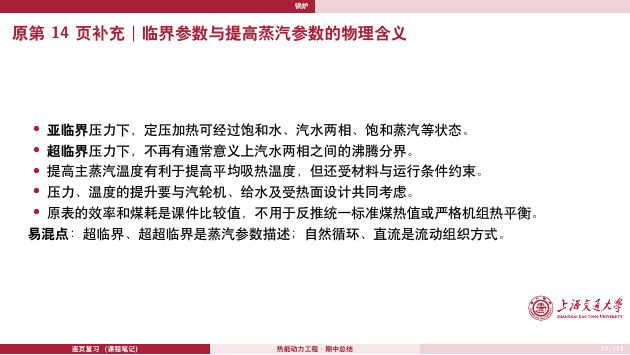 锅炉
原第 14 页补充｜临界参数与提高蒸汽参数的物理含义
• 亚临界压力下，定压加热可经过饱和水、汽水两相、饱和蒸汽等状态。
• 超临界压力下，不再有通常意义上汽水两相之间的沸腾分界。
• 提高主蒸汽温度有利于提高平均吸热温度，但还受材料与运行条件约束。
• 压力、温度的提升要与汽轮机、给水及受热面设计共同考虑。
• 原表的效率和煤耗是课件比较值，不用于反推统一标准煤热值或严格机组热平衡。
易混点：超临界、超超临界是蒸汽参数描述；自然循环、直流是流动组织方式。
上海交通大学
SHANGHAI JIAO TONG UNIVERSITY
逐页复习（课程笔记）
热能动力工程 · 期中总结
22/111